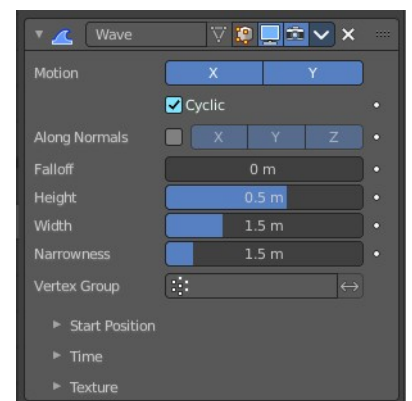 Wave
Motion X Y
Cyclic
Along Normals X Y Z
Falloff 0 m
Height 0.5 m
Width 1.5 m
Narrowness 1.5 m
Vertex Group
Start Position
Time
Texture